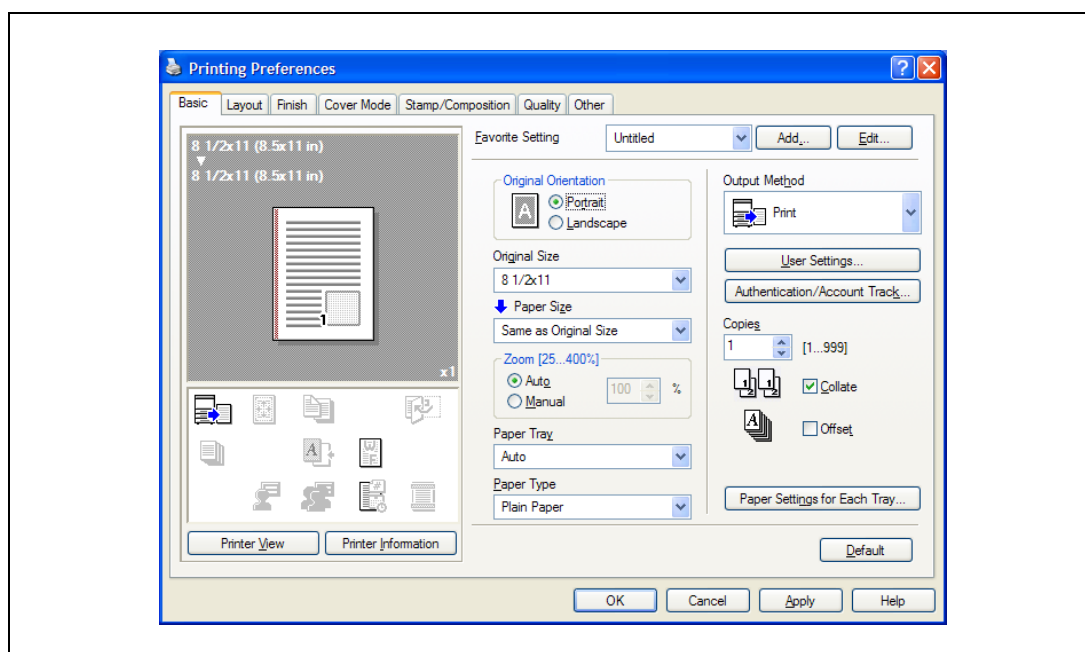 Printing Preferences
Basic Layout Finish Cover Mode Stamp/Composition Quality Other
8 1/2x11 (8.5x11 in)
8 1/2x11 (8.5x11 in)
1
x1
Printer View Printer Information
Favorite Setting Untitled Add... Edit...
Original Orientation
A Portrait
Landscape
Original Size
8 1/2x11
Paper Size
Same as Original Size
Zoom [25...400%]
Auto
Manual
100 %
Paper Tray
Auto
Paper Type
Plain Paper
Output Method
Print
User Settings...
Authentication/Account Track...
Copies
1 [1...999]
Collate
Offset
Paper Settings for Each Tray...
Default
OK Cancel Apply Help